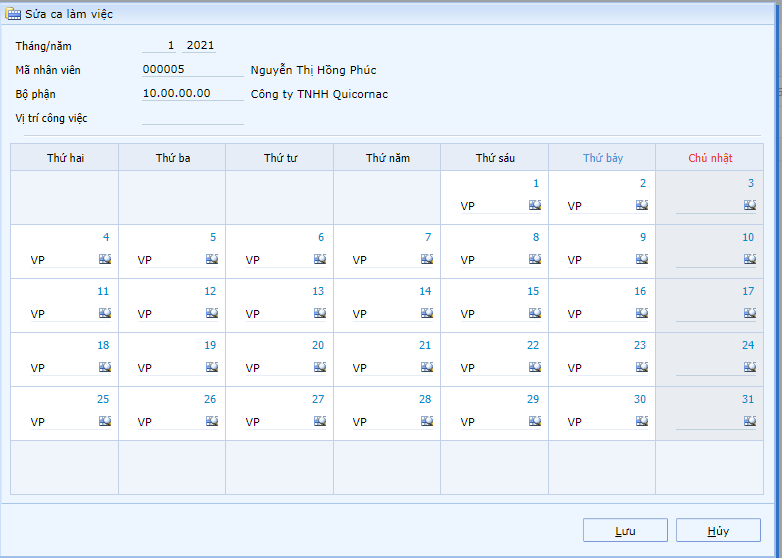 Sửa ca làm việc
Tháng/năm 1 2021
Mã nhân viên 000005 Nguyễn Thị Hồng Phúc
Bộ phận 10.00.00.00 Công ty TNHH Quicornac
Vị trí công việc
Thứ hai Thứ ba Thứ tư Thứ năm Thứ sáu Thứ bảy Chủ nhật
1 2 3
VP VP
4 5 6 7 8 9 10
VP VP VP VP VP VP
11 12 13 14 15 16 17
VP VP VP VP VP VP
18 19 20 21 22 23 24
VP VP VP VP VP VP
25 26 27 28 29 30 31
VP VP VP VP VP VP
Lưu Hủy